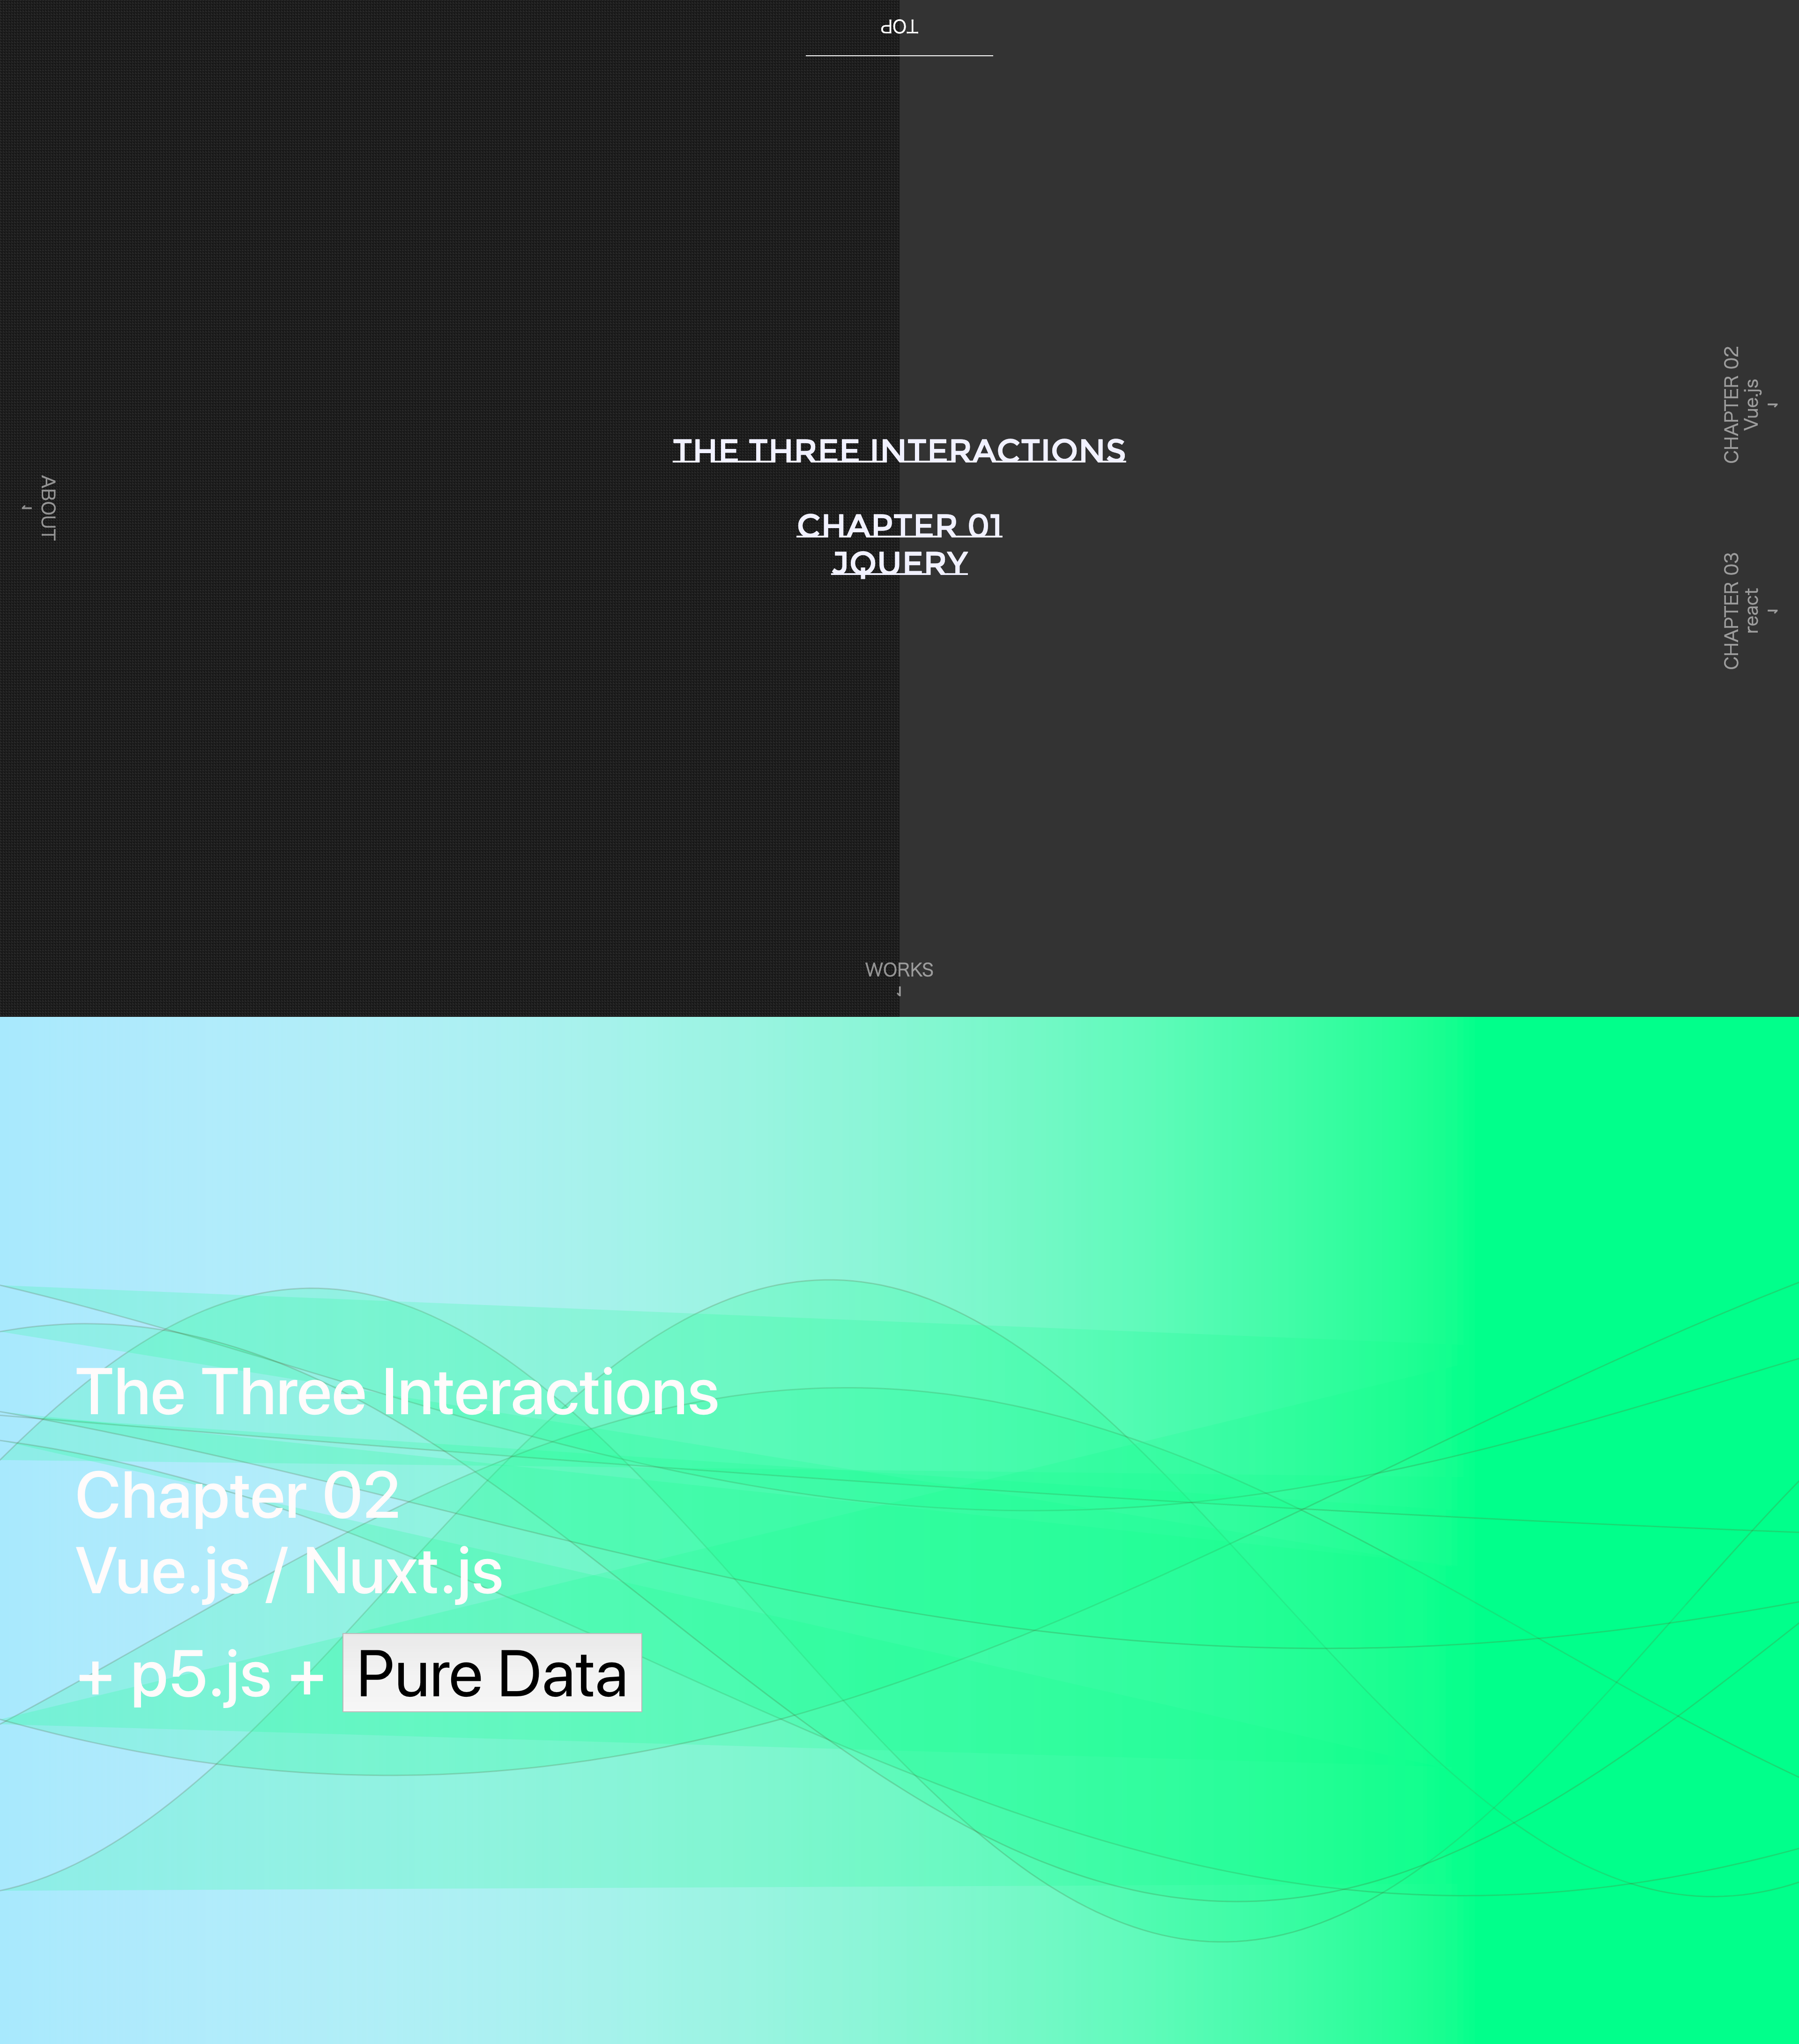 TOP
THE THREE INTERACTIONS
CHAPTER 01
JQUERY
ABOUT
CHAPTER 02
Vue.js
CHAPTER 03
react
WORKS
The Three Interactions
Chapter 02
Vue.js / Nuxt.js
+ p5.js + Pure Data